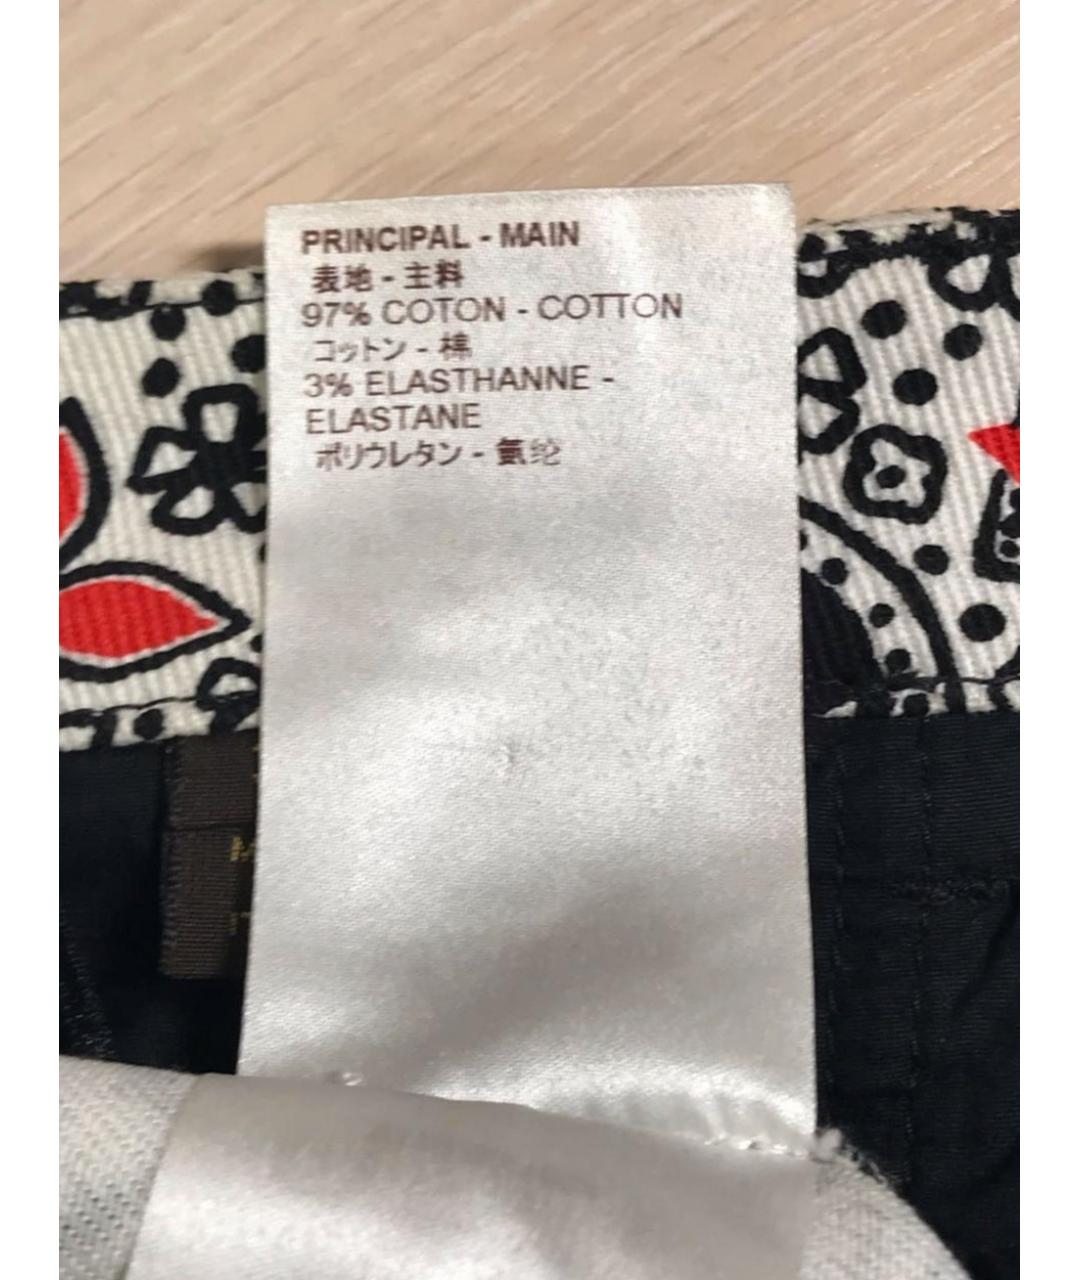 PRINCIPAL - MAIN
表地 - 主料
97% COTON - COTTON
コットン - 棉
3% ELASTHANNE -
ELASTANE
ポリウレタン - 氨纶